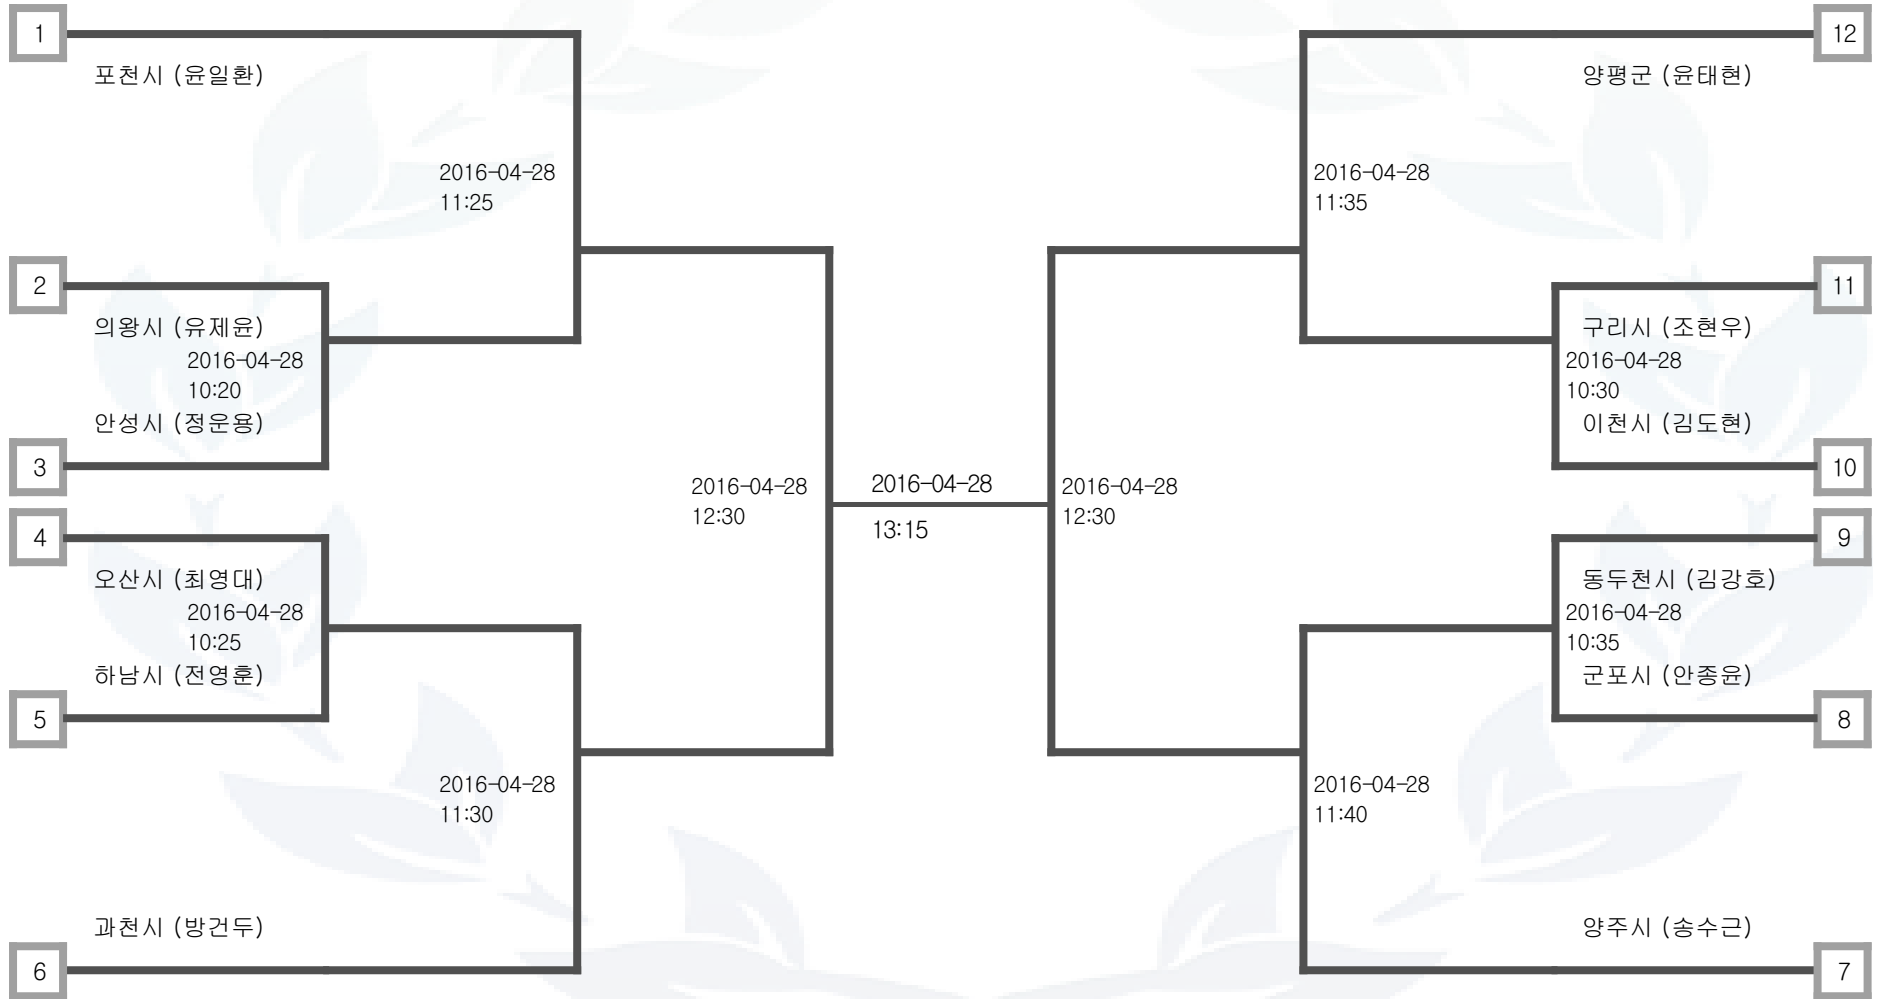 1
포천시 (윤일환)
2016-04-28
11:25
2
의왕시 (유제윤)
2016-04-28
10:20
안성시 (정운용)
3
4
오산시 (최영대)
2016-04-28
10:25
하남시 (전영훈)
5
2016-04-28
11:30
과천시 (방건두)
6
2016-04-28
12:30
2016-04-28
13:15
2016-04-28
12:30
12
양평군 (윤태현)
2016-04-28
11:35
11
구리시 (조현우)
2016-04-28
10:30
이천시 (김도현)
10
9
동두천시 (김강호)
2016-04-28
10:35
군포시 (안종윤)
8
2016-04-28
11:40
양주시 (송수근)
7